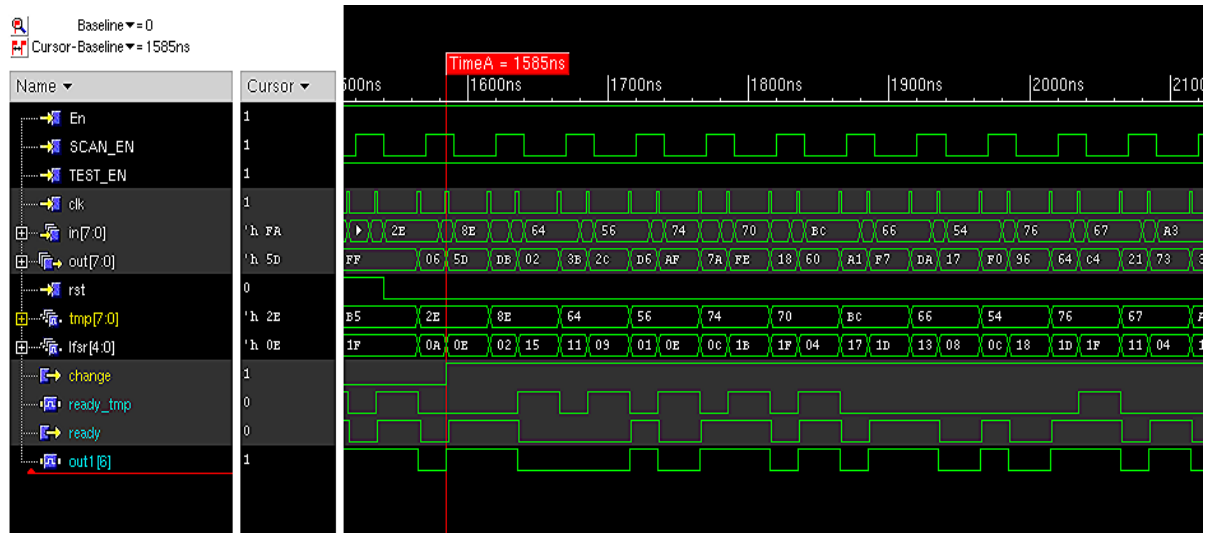 Baseline▼= 0
Cursor-Baseline▼= 1585ns
TimeA = 1585ns
Name▼ Cursor▼ 1600ns 1700ns 1800ns 1900ns 2000ns
En 1
SCAN_EN 1
TEST_EN 1
clk 1
in[7:0] 'h FA 2E 8E 64 56 74 70 BC 66 54 76 67 A3
out[7:0] 'h 5D FF 06 5D DB 02 3B 2C D6 AF 7A FE 18 60 A1 F7 DA 17 F0 96 64 C4 21 73
rst 0
tmp[7:0] 'h 2E B5 2E 8E 64 56 74 70 BC 66 54 76 67
lfsr[4:0] 'h 0E 1F 0A 0E 02 15 11 09 01 0E 0C 1B 1F 04 17 1D 13 08 0C 18 1D 1F 11 04
change 1
ready_tmp 0
ready 0
out1[6] 1